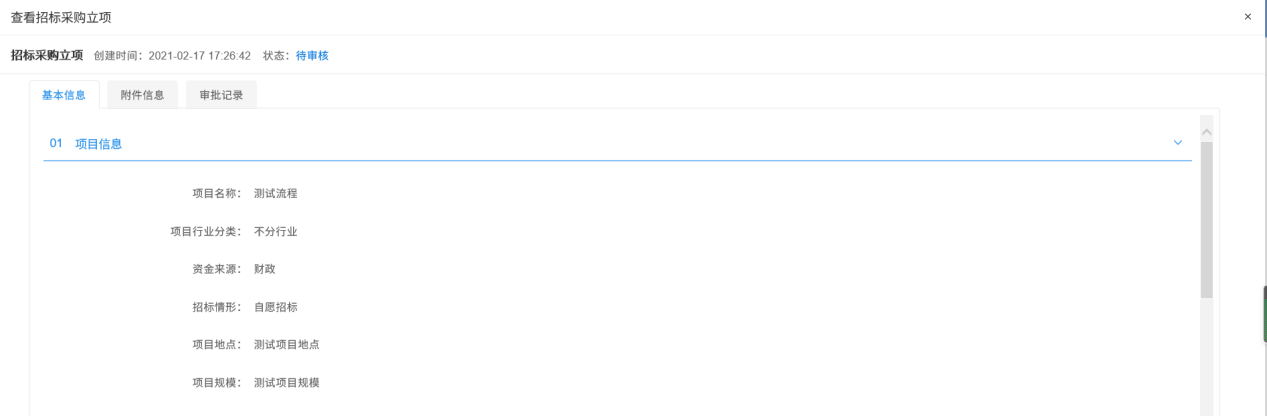 查看招标采购立项 ×
招标采购立项 创建时间：2021-02-17 17:26:42 状态：待审核
基本信息 附件信息 审批记录
01 项目信息
项目名称： 测试流程
项目行业分类： 不分行业
资金来源： 财政
招标情形： 自愿招标
项目地点： 测试项目地点
项目规模： 测试项目规模